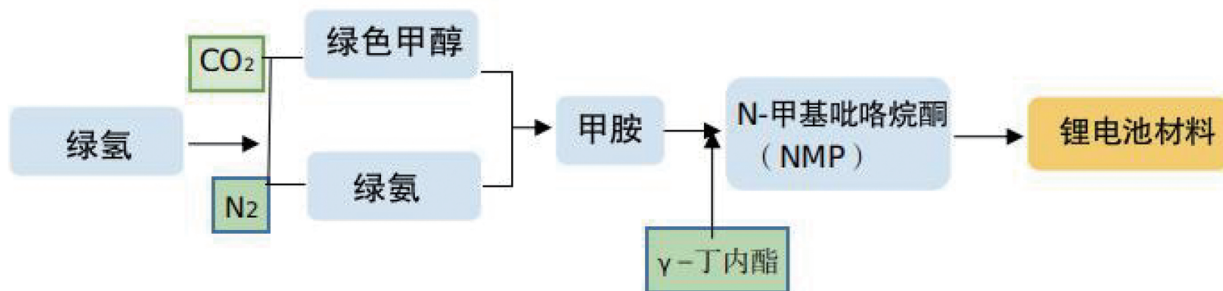 CO₂
绿色甲醇
绿氢
N2
绿氨
甲胺
N-甲基吡咯烷酮
（NMP）
锂电池材料
γ-丁内酯